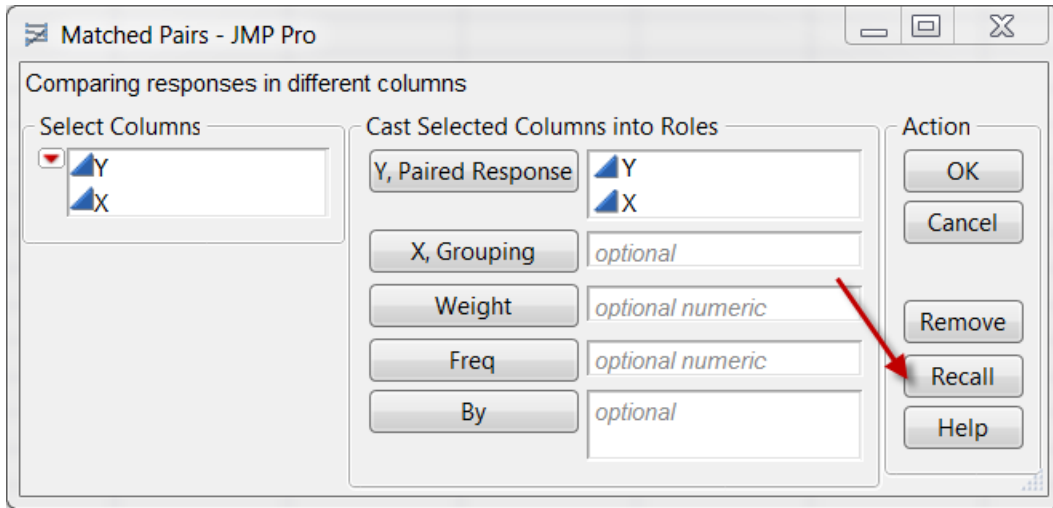 Matched Pairs - JMP Pro
Comparing responses in different columns
Select Columns
Y
X
Cast Selected Columns into Roles
Y, Paired Response
Y
X
X, Grouping
optional
Weight
optional numeric
Freq
optional numeric
By
optional
Action
OK
Cancel
Remove
Recall
Help